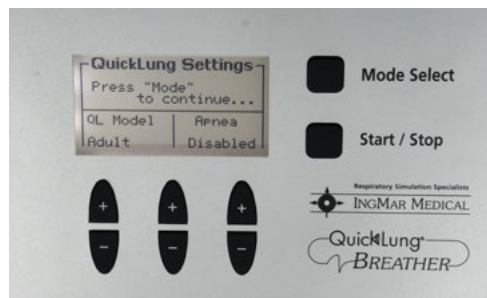 QuickLung Settings
Press "Mode"
to continue...
QL Model Apnea
Adult Disabled
Mode Select
Start / Stop
+ + +
- - -
Respiratory Simulation Specialists
INGMAR MEDICAL
QuickLung
BREATHER